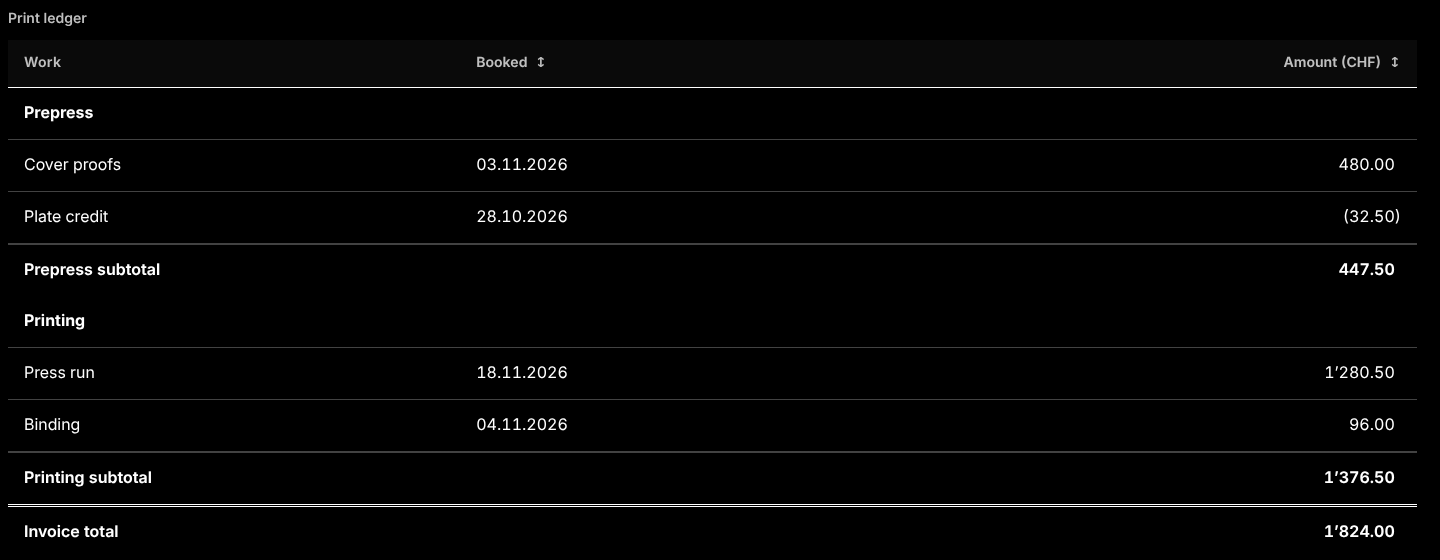 Print ledger
Work Booked ↕ Amount (CHF) ↕
Prepress
Cover proofs 03.11.2026 480.00
Plate credit 28.10.2026 (32.50)
Prepress subtotal 447.50
Printing
Press run 18.11.2026 1’280.50
Binding 04.11.2026 96.00
Printing subtotal 1’376.50
Invoice total 1’824.00